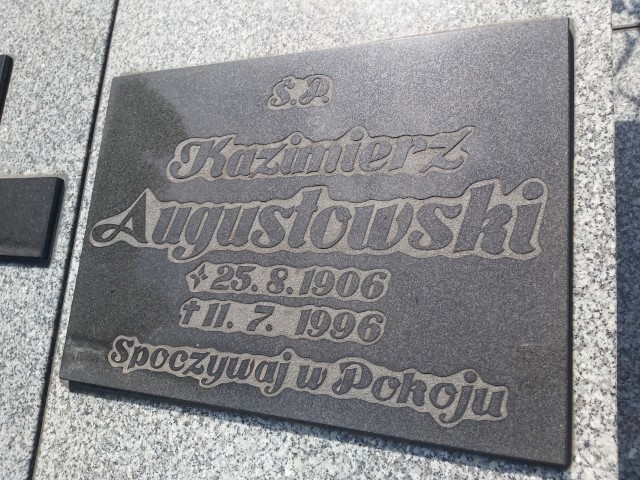 Ś.P.
Kazimierz
Augustowski
25. 8. 1906
† 11. 7. 1996
Spoczywaj w Pokoju